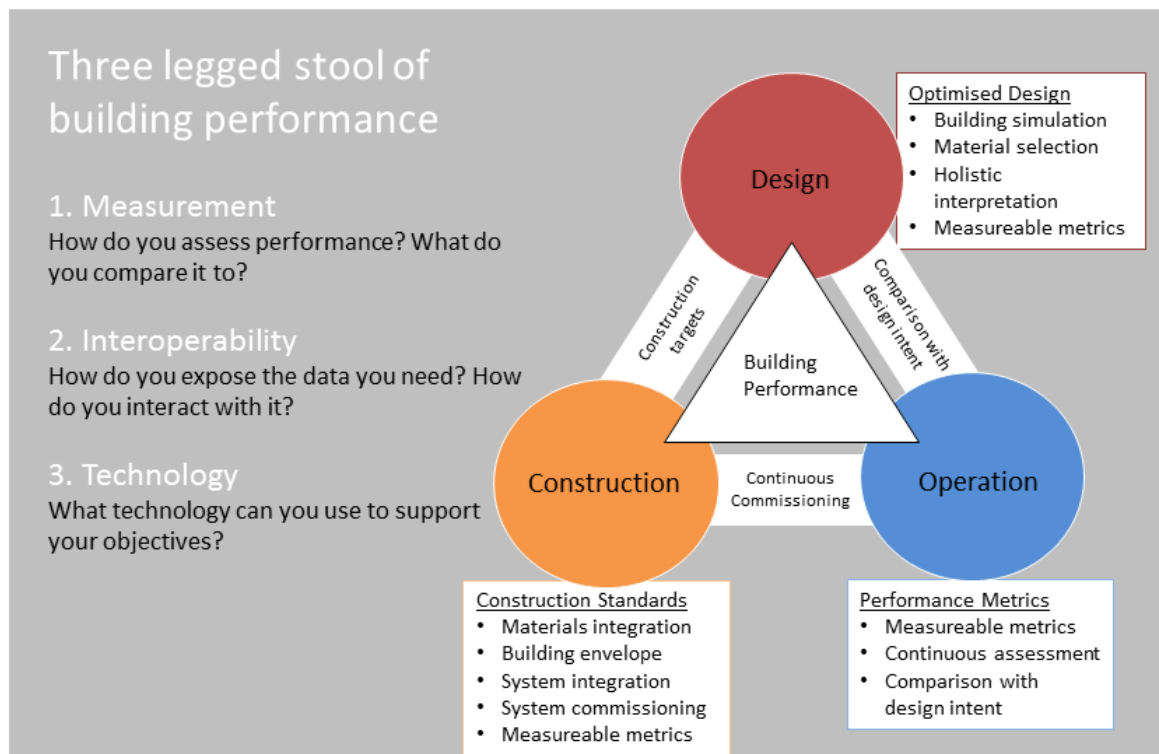 Three legged stool of
building performance
1. Measurement
How do you assess performance? What do
you compare it to?
2. Interoperability
How do you expose the data you need? How
do you interact with it?
3. Technology
What technology can you use to support
your objectives?
Design
Optimised Design
• Building simulation
• Material selection
• Holistic
interpretation
• Measureable metrics
Construction
targets
Comparison with
design intent
Building
Performance
Construction
Continuous
Commissioning
Operation
Construction Standards
• Materials integration
• Building envelope
• System integration
• System commissioning
• Measureable metrics
Performance Metrics
• Measureable metrics
• Continuous assessment
• Comparison with
design intent